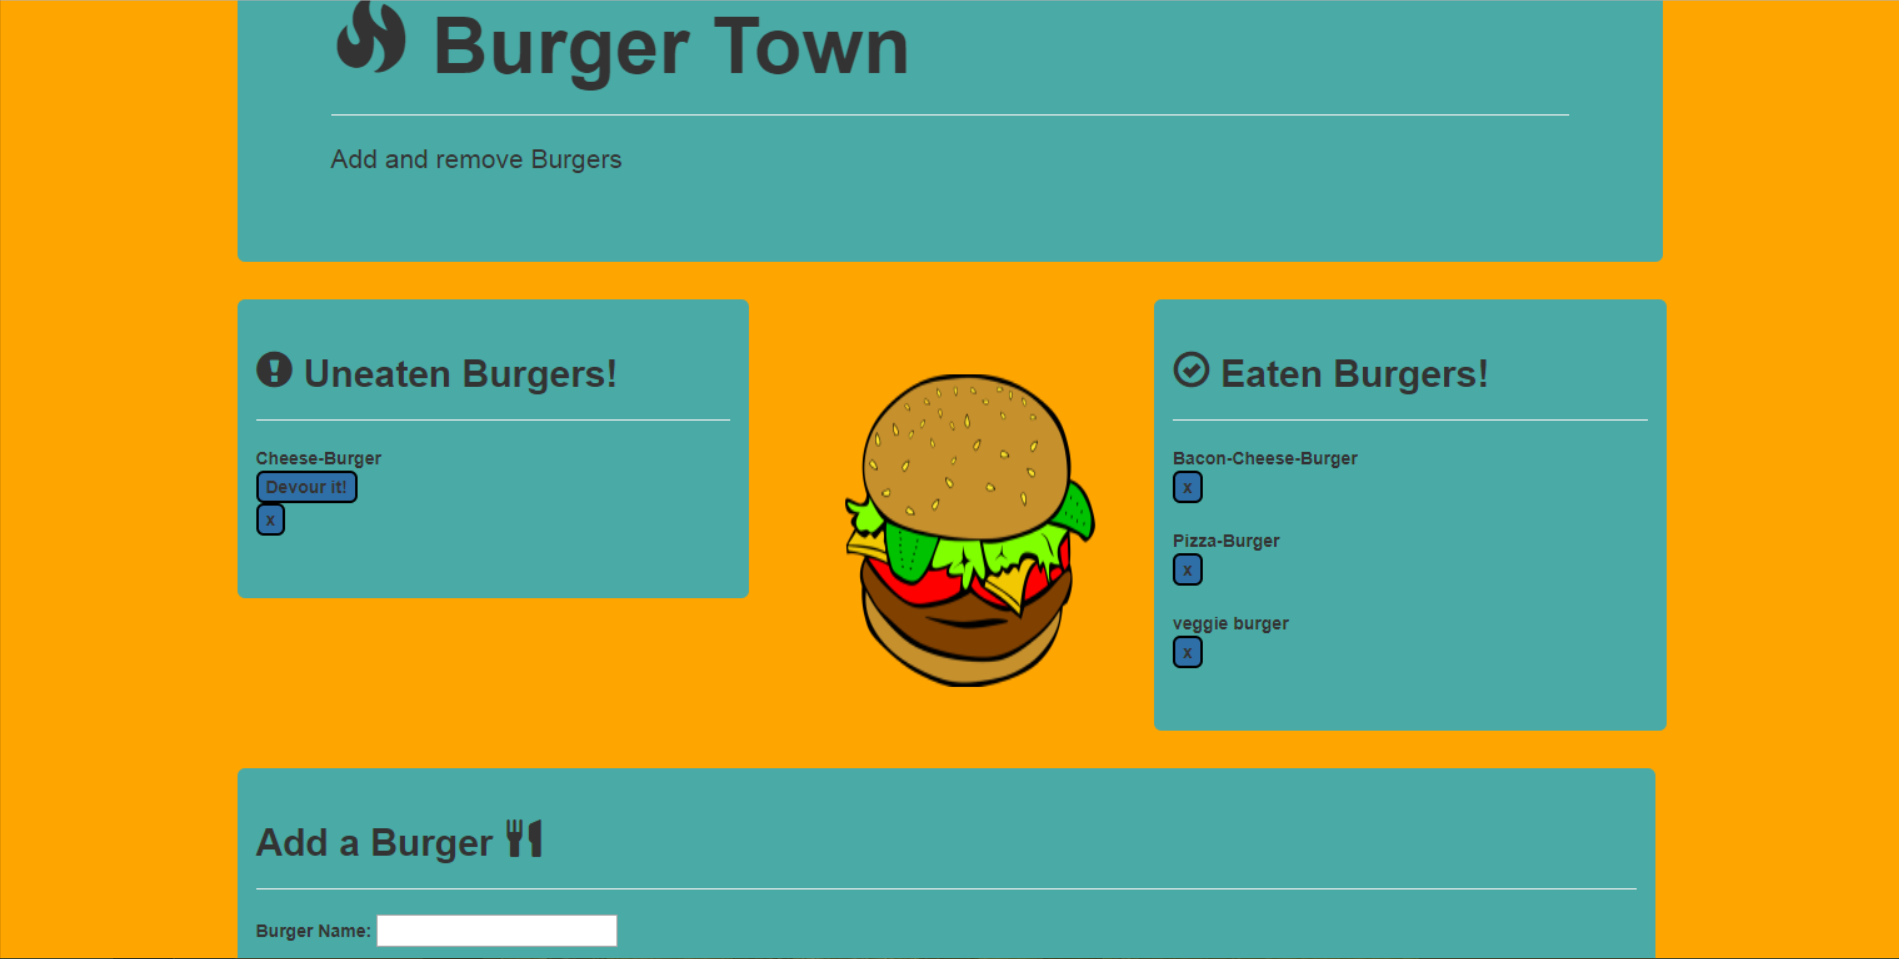 Burger Town
Add and remove Burgers
Uneaten Burgers!
Cheese-Burger
Devour it!
x
Eaten Burgers!
Bacon-Cheese-Burger
x
Pizza-Burger
x
veggie burger
x
Add a Burger
Burger Name: